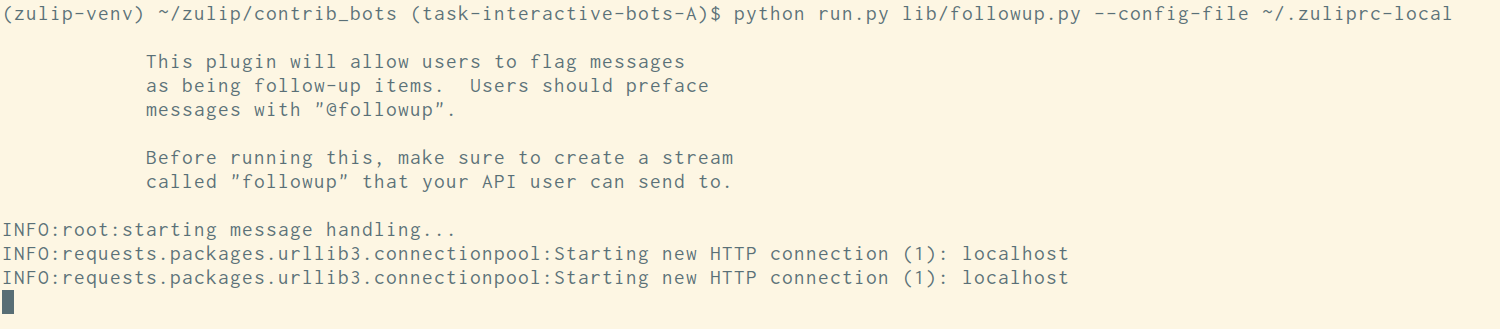 (zulip-venv) ~/zulip/contrib_bots (task-interactive-bots-A)$ python run.py lib/followup.py --config-file ~/.zuliprc-local
This plugin will allow users to flag messages
as being follow-up items.  Users should preface
messages with "@followup".
Before running this, make sure to create a stream
called "followup" that your API user can send to.
INFO:root:starting message handling...
INFO:requests.packages.urllib3.connectionpool:Starting new HTTP connection (1): localhost
INFO:requests.packages.urllib3.connectionpool:Starting new HTTP connection (1): localhost